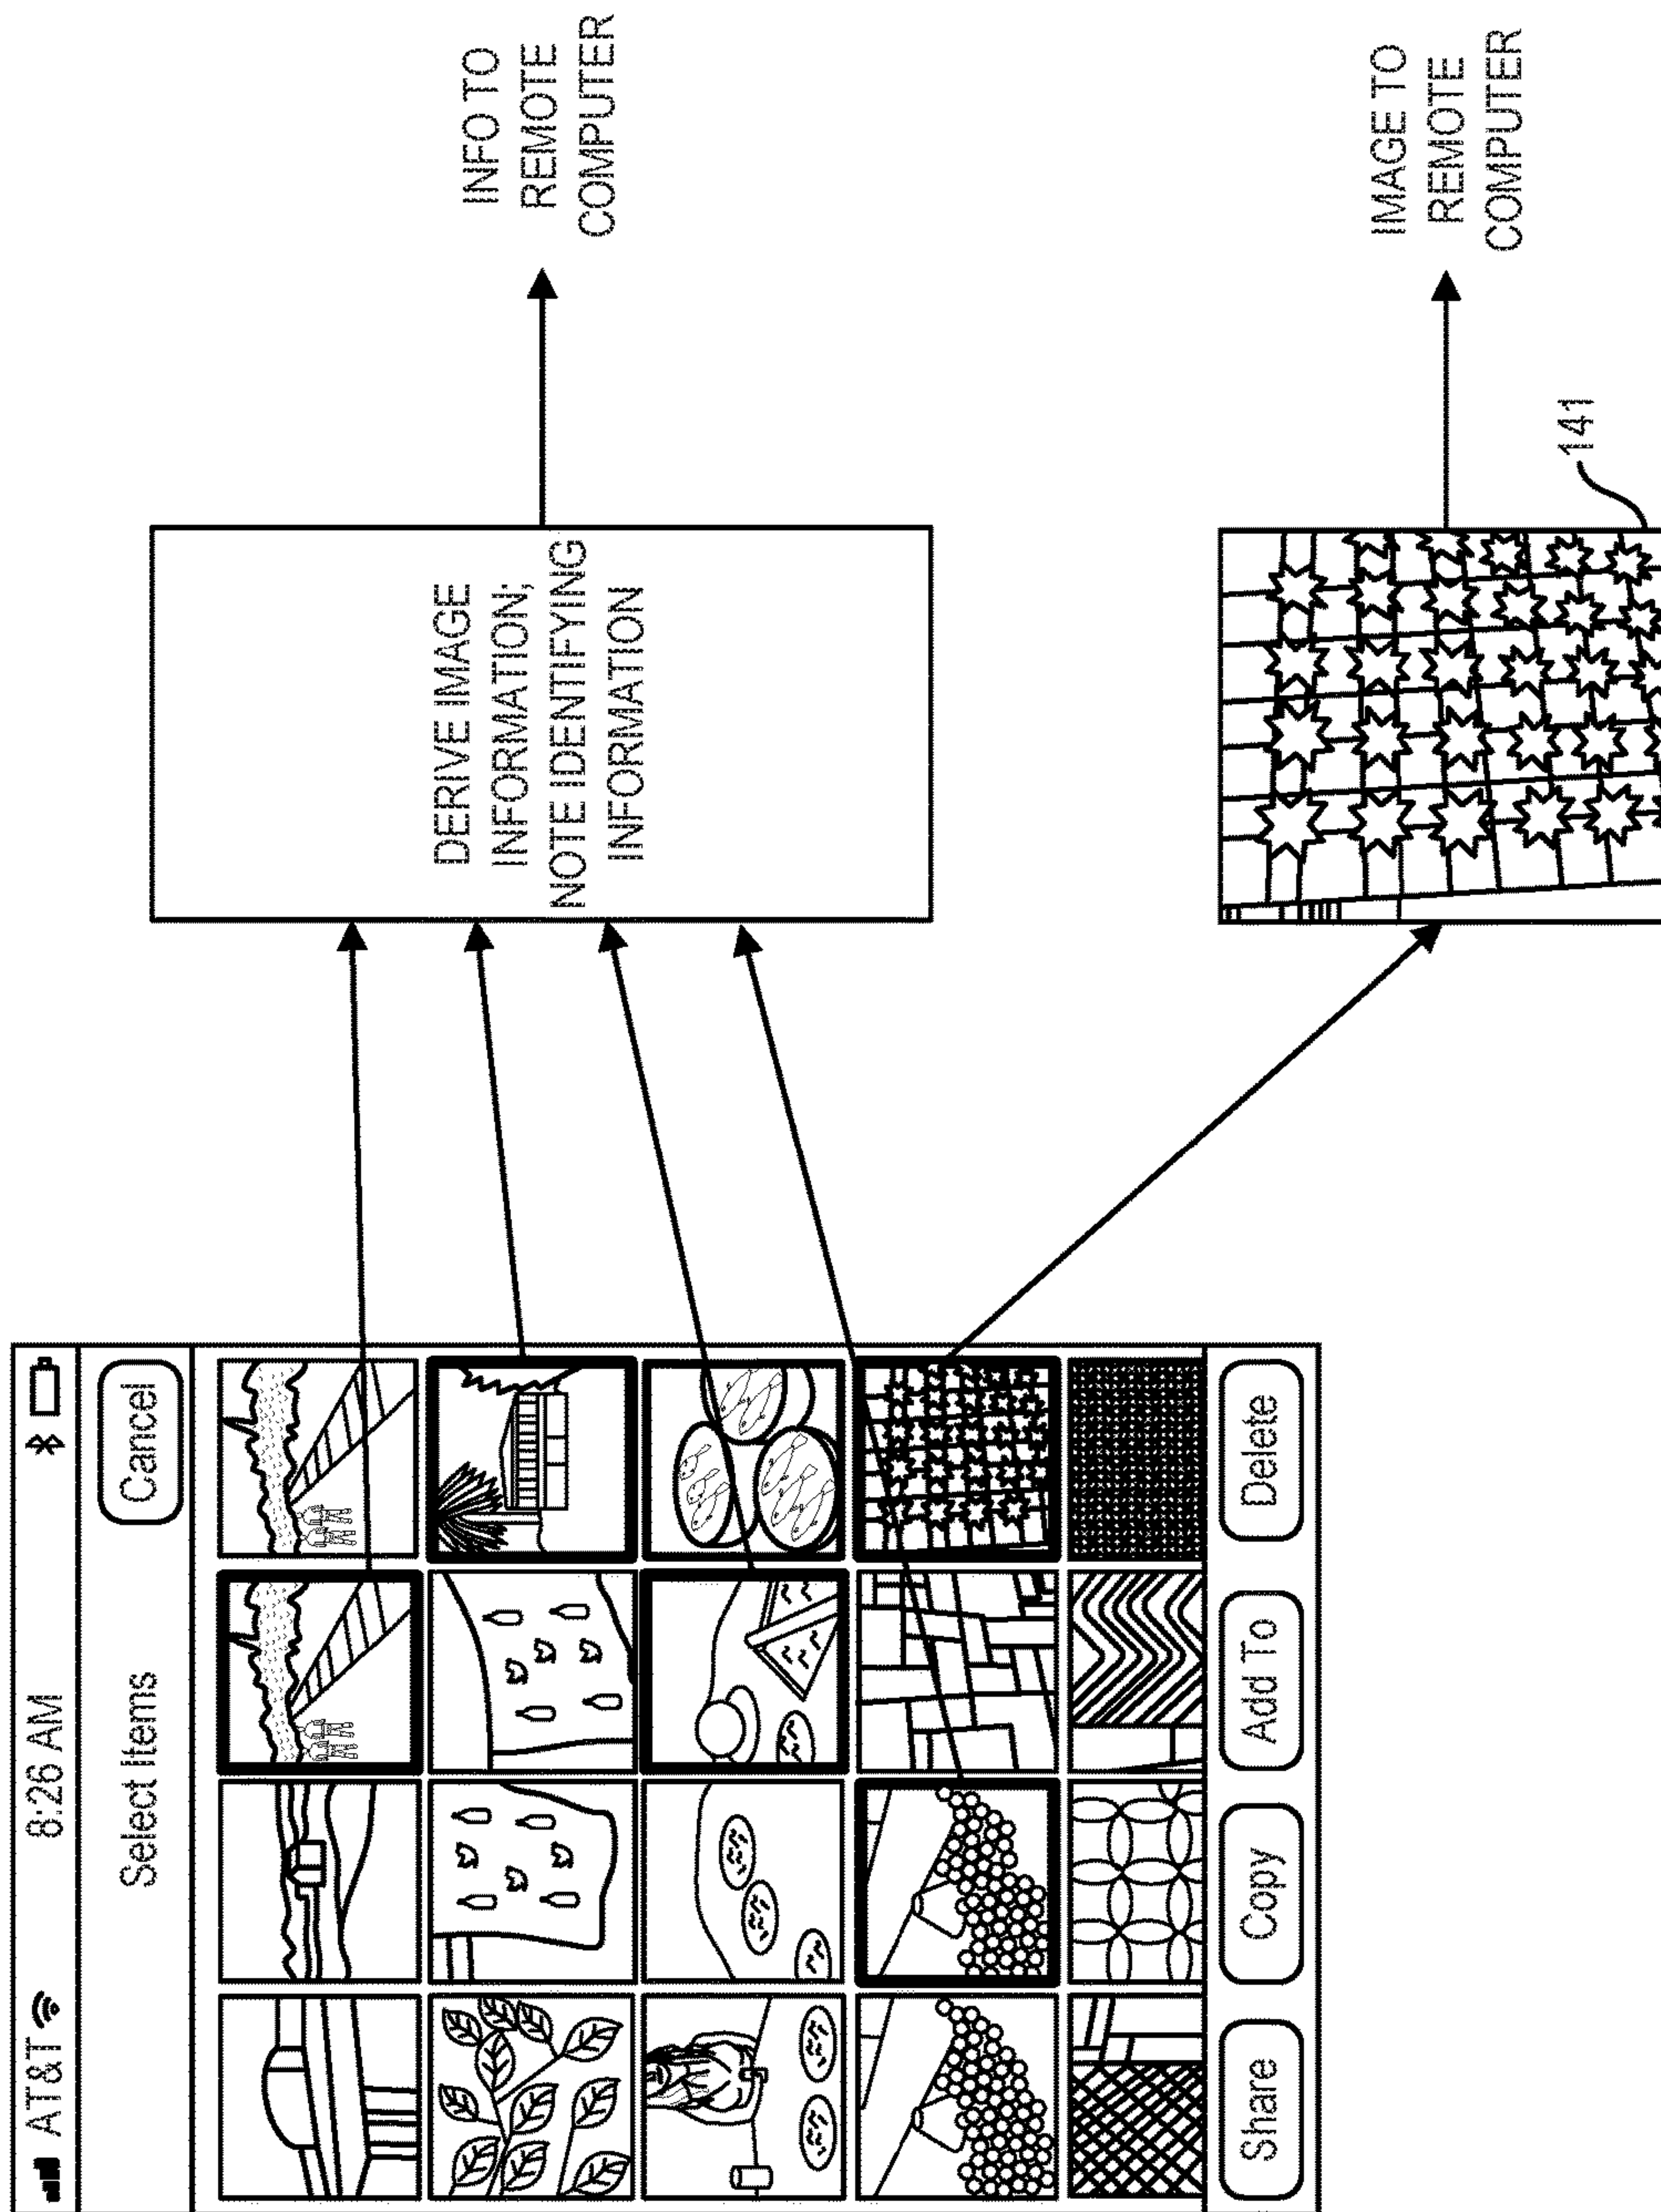 AT&T 8:26 AM
Select Items
Cancel
Share
Copy
Add To
Delete
DERIVE IMAGE
INFORMATION;
NOTE IDENTIFYING
INFORMATION
INFO TO
REMOTE
COMPUTER
141
IMAGE TO
REMOTE
COMPUTER